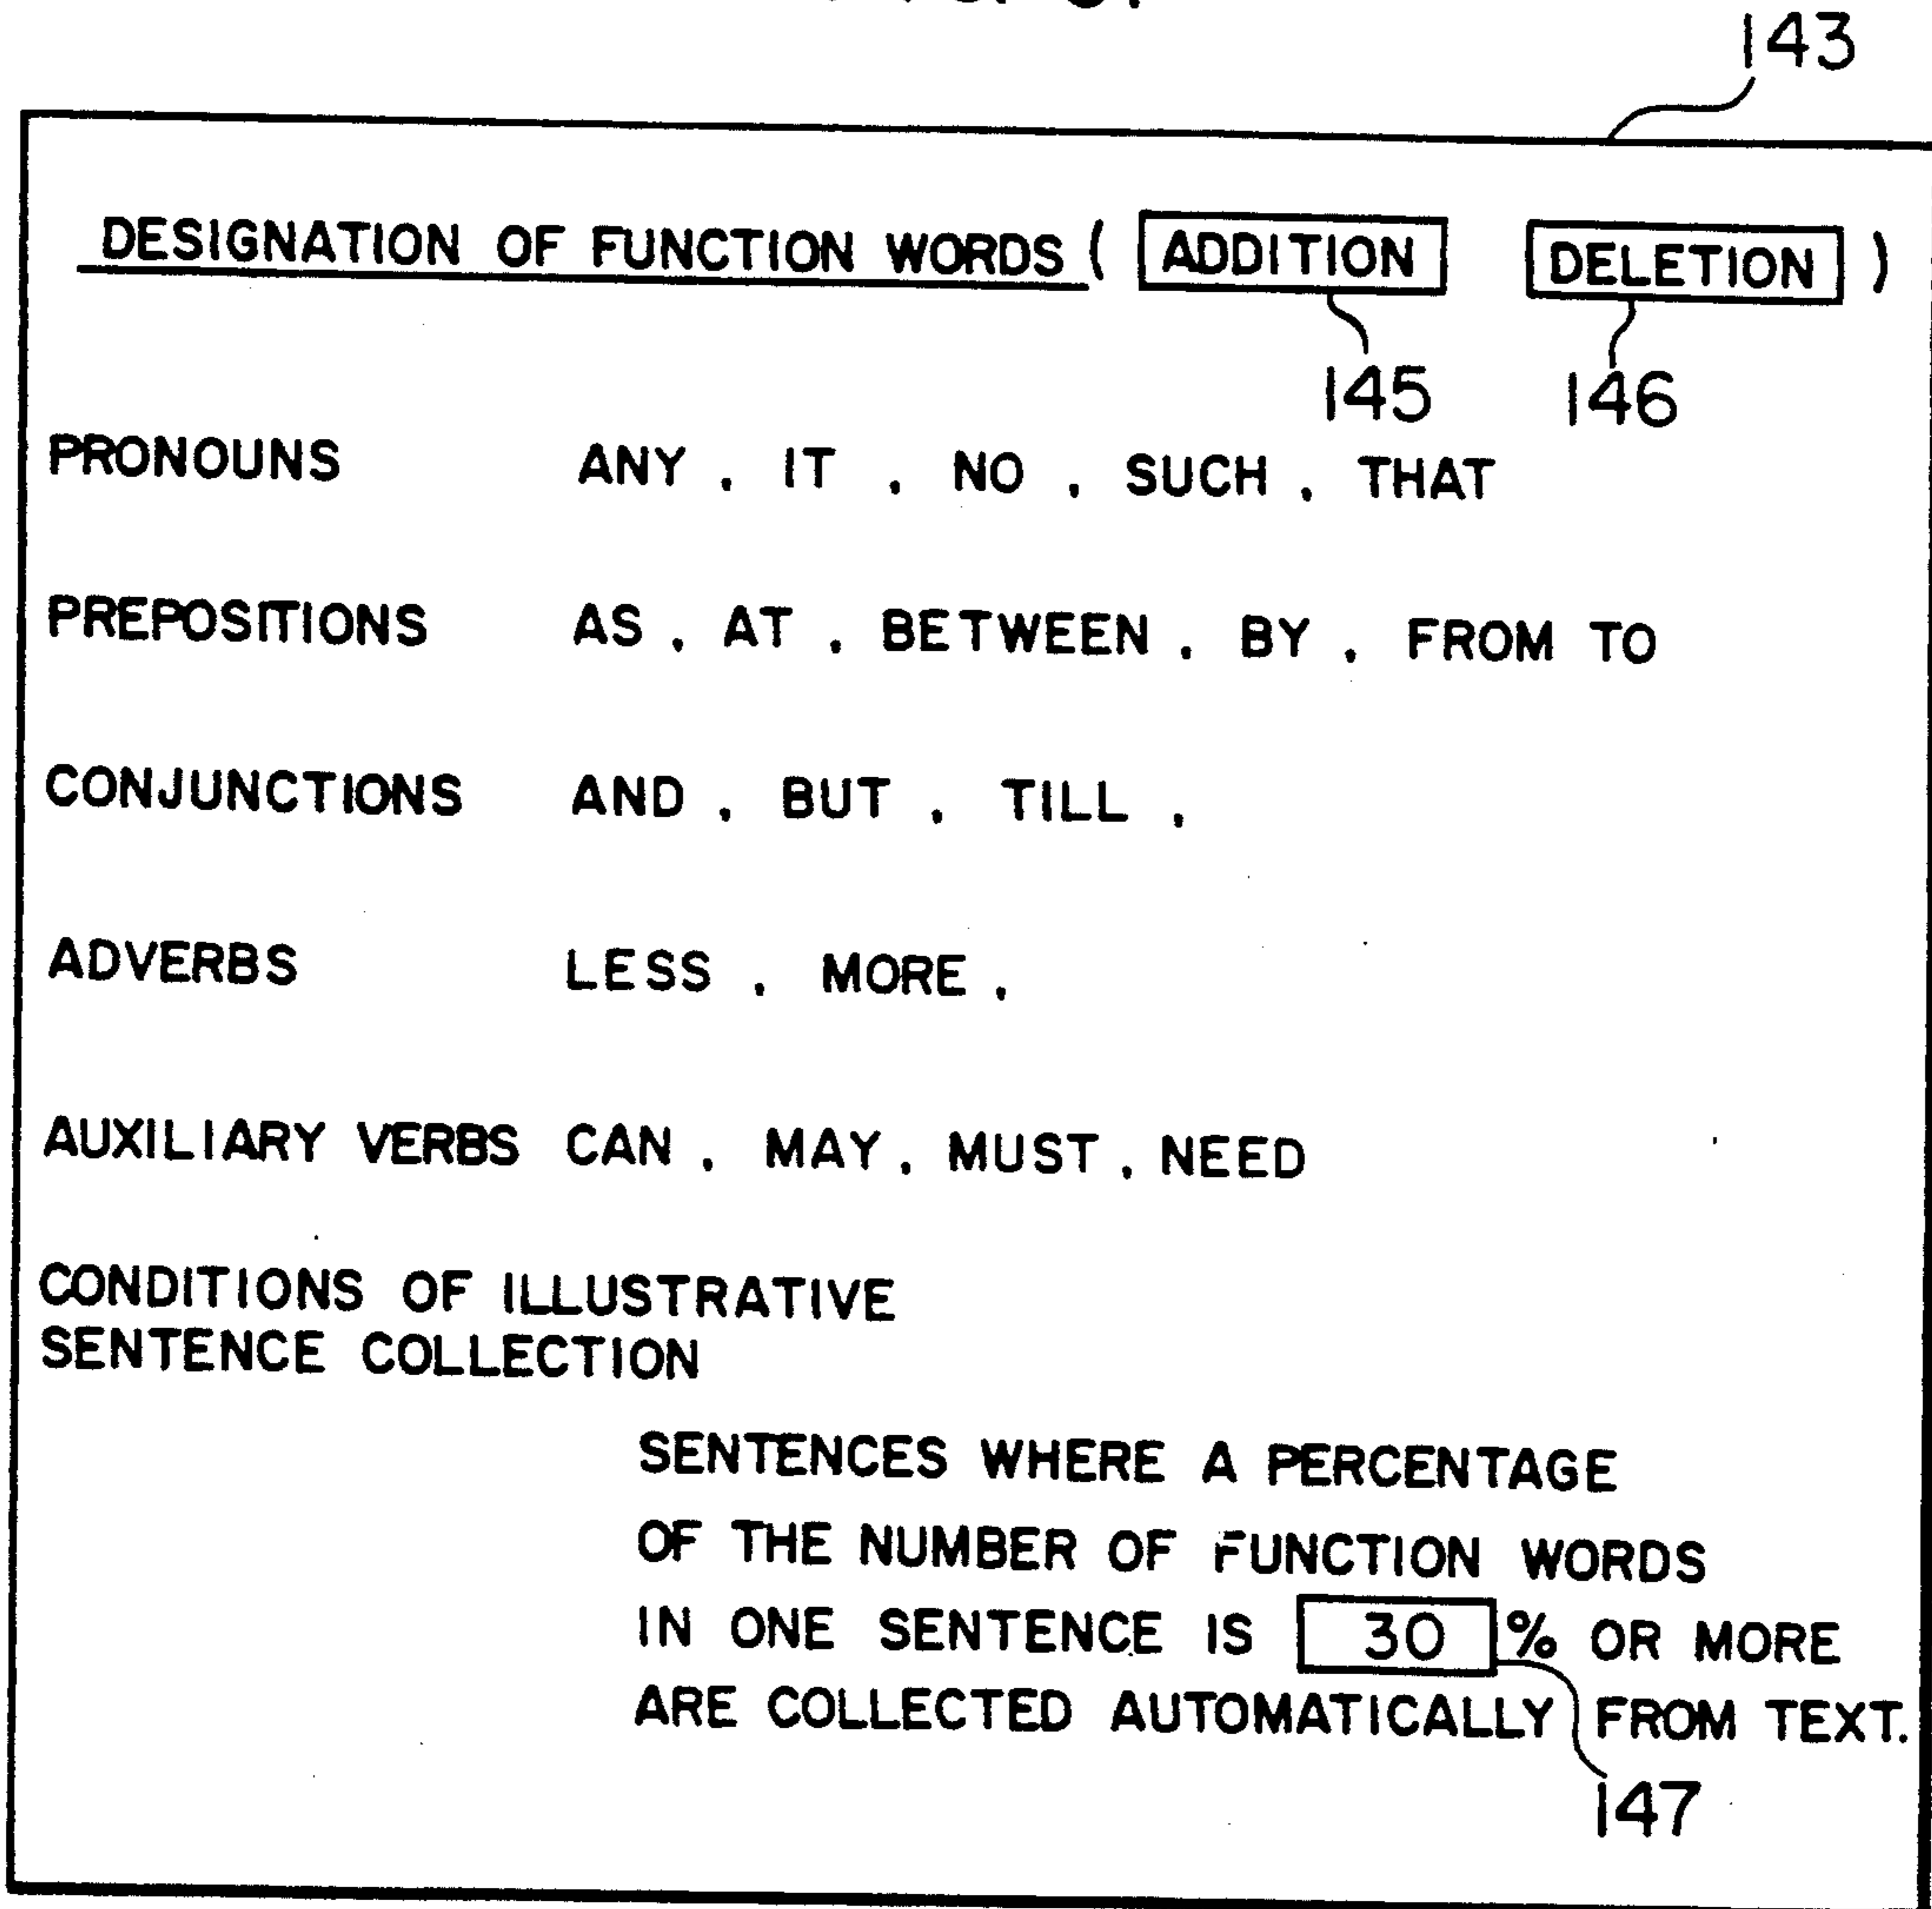 143
DESIGNATION OF FUNCTION WORDS ( ADDITION DELETION )
145 146
PRONOUNS ANY , IT , NO , SUCH , THAT
PREPOSITIONS AS , AT , BETWEEN , BY , FROM TO
CONJUNCTIONS AND , BUT , TILL ,
ADVERBS LESS , MORE ,
AUXILIARY VERBS CAN , MAY , MUST , NEED
CONDITIONS OF ILLUSTRATIVE
SENTENCE COLLECTION
SENTENCES WHERE A PERCENTAGE
OF THE NUMBER OF FUNCTION WORDS
IN ONE SENTENCE IS 30 % OR MORE
ARE COLLECTED AUTOMATICALLY FROM TEXT.
147